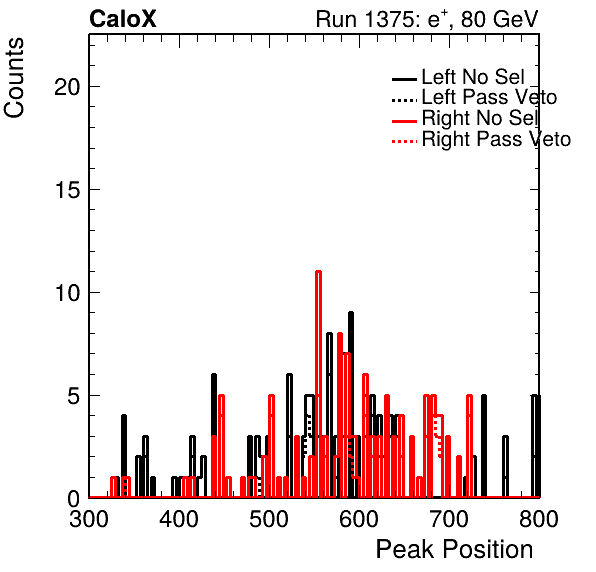 CaloX Run 1375: e+, 80 GeV
Counts
Left No Sel
Left Pass Veto
Right No Sel
Right Pass Veto
20
15
10
5
0
300 400 500 600 700 800
Peak Position